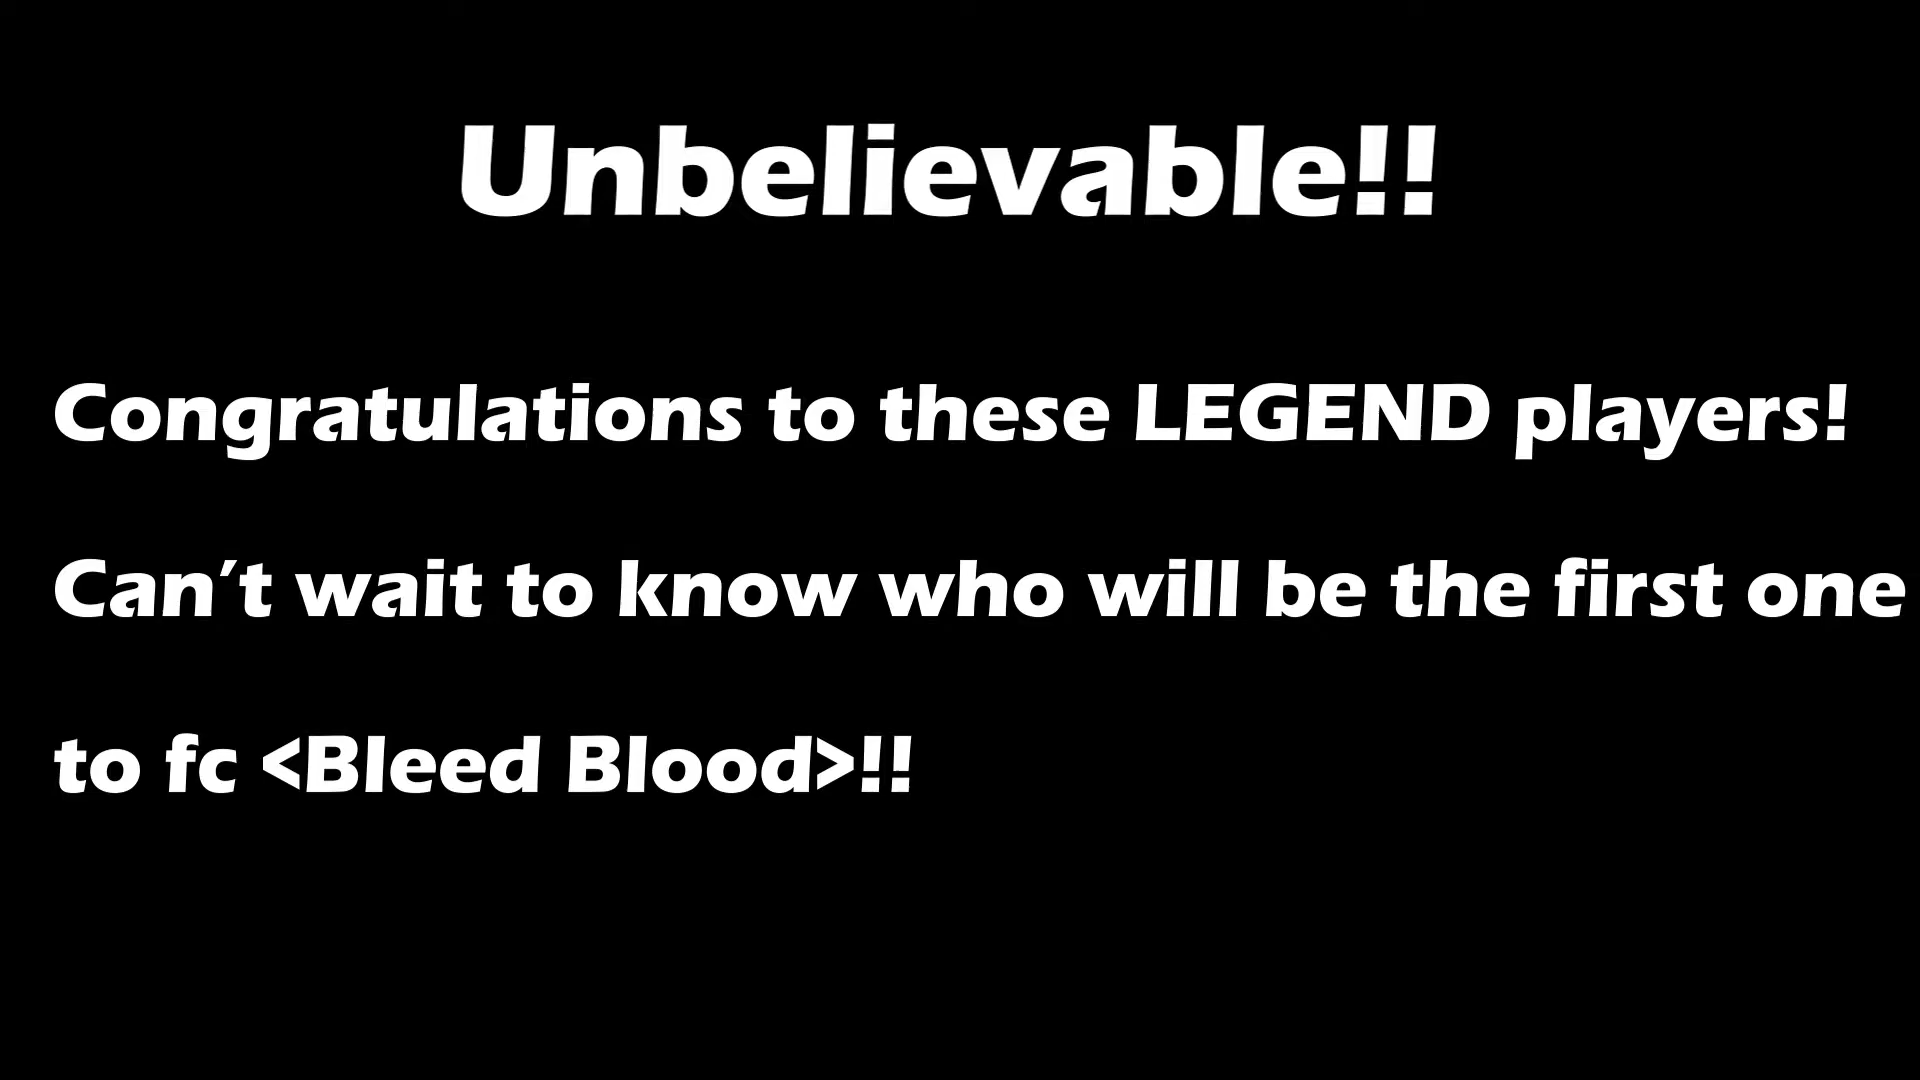 Unbelievable!!
Congratulations to these LEGEND players!
Can't wait to know who will be the first one
to fc <Bleed Blood>!!